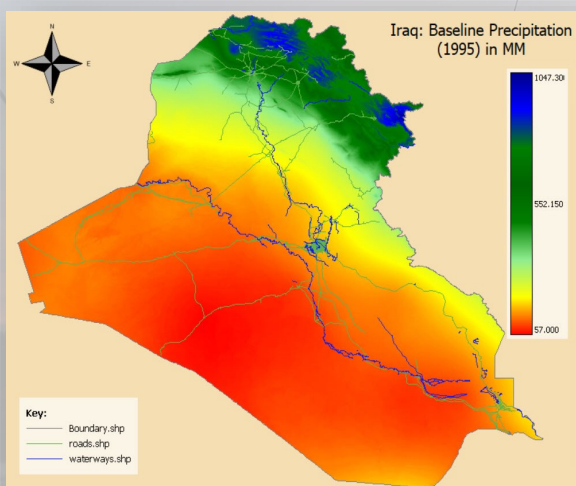 Iraq: Baseline Precipitation
(1995) in MM
N
W
E
S
1047.300
552.150
57.000
Key:
Boundary.shp
roads.shp
waterways.shp